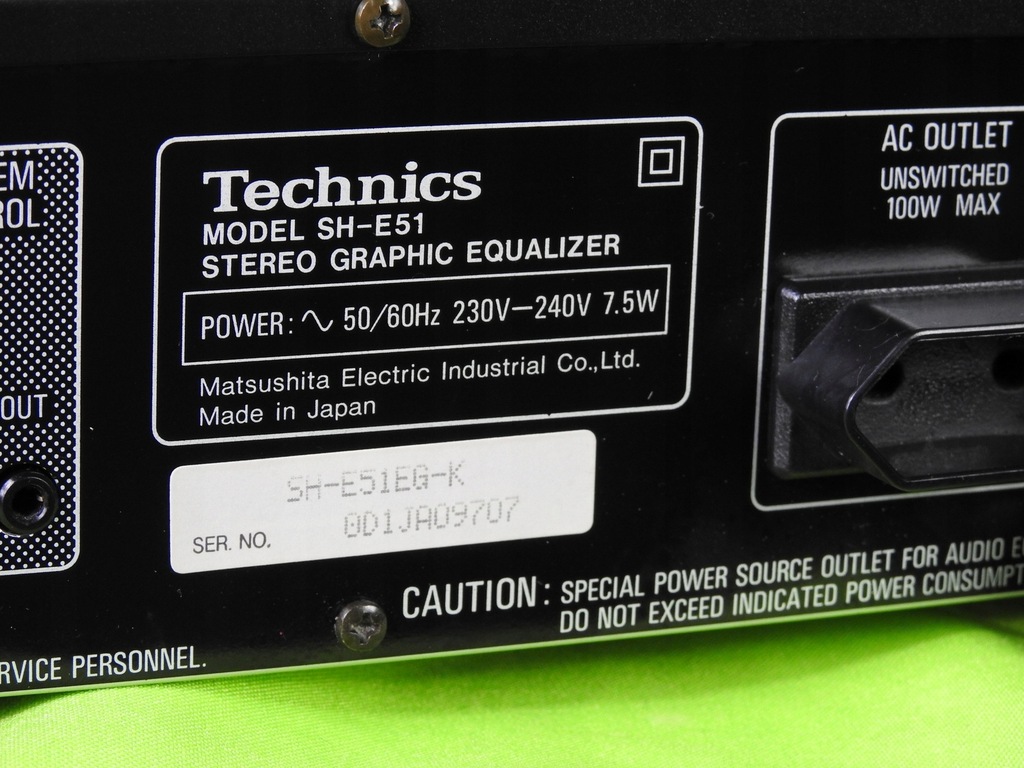 EM
ROL
OUT
Technics
MODEL SH-E51
STEREO GRAPHIC EQUALIZER
POWER: ∿ 50/60Hz 230V—240V 7.5W
Matsushita Electric Industrial Co.,Ltd.
Made in Japan
SH-E51EG-K
SER. NO. 0D1JA09707
AC OUTLET
UNSWITCHED
100W MAX
CAUTION: SPECIAL POWER SOURCE OUTLET FOR AUDIO E
DO NOT EXCEED INDICATED POWER CONSUMPT
RVICE PERSONNEL.